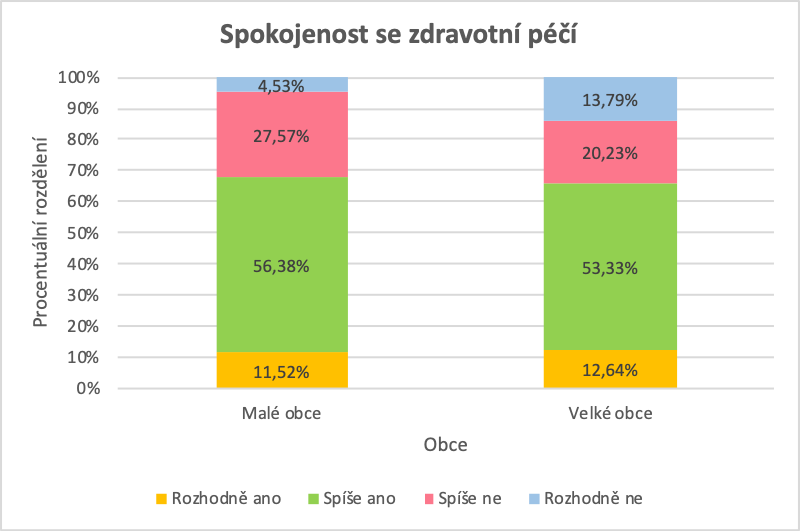 Spokojenost se zdravotní péčí
Procentuální rozdělení
100%
90%
80%
70%
60%
50%
40%
30%
20%
10%
0%
4,53%
27,57%
56,38%
11,52%
13,79%
20,23%
53,33%
12,64%
Malé obce
Velké obce
Obce
Rozhodně ano
Spíše ano
Spíše ne
Rozhodně ne